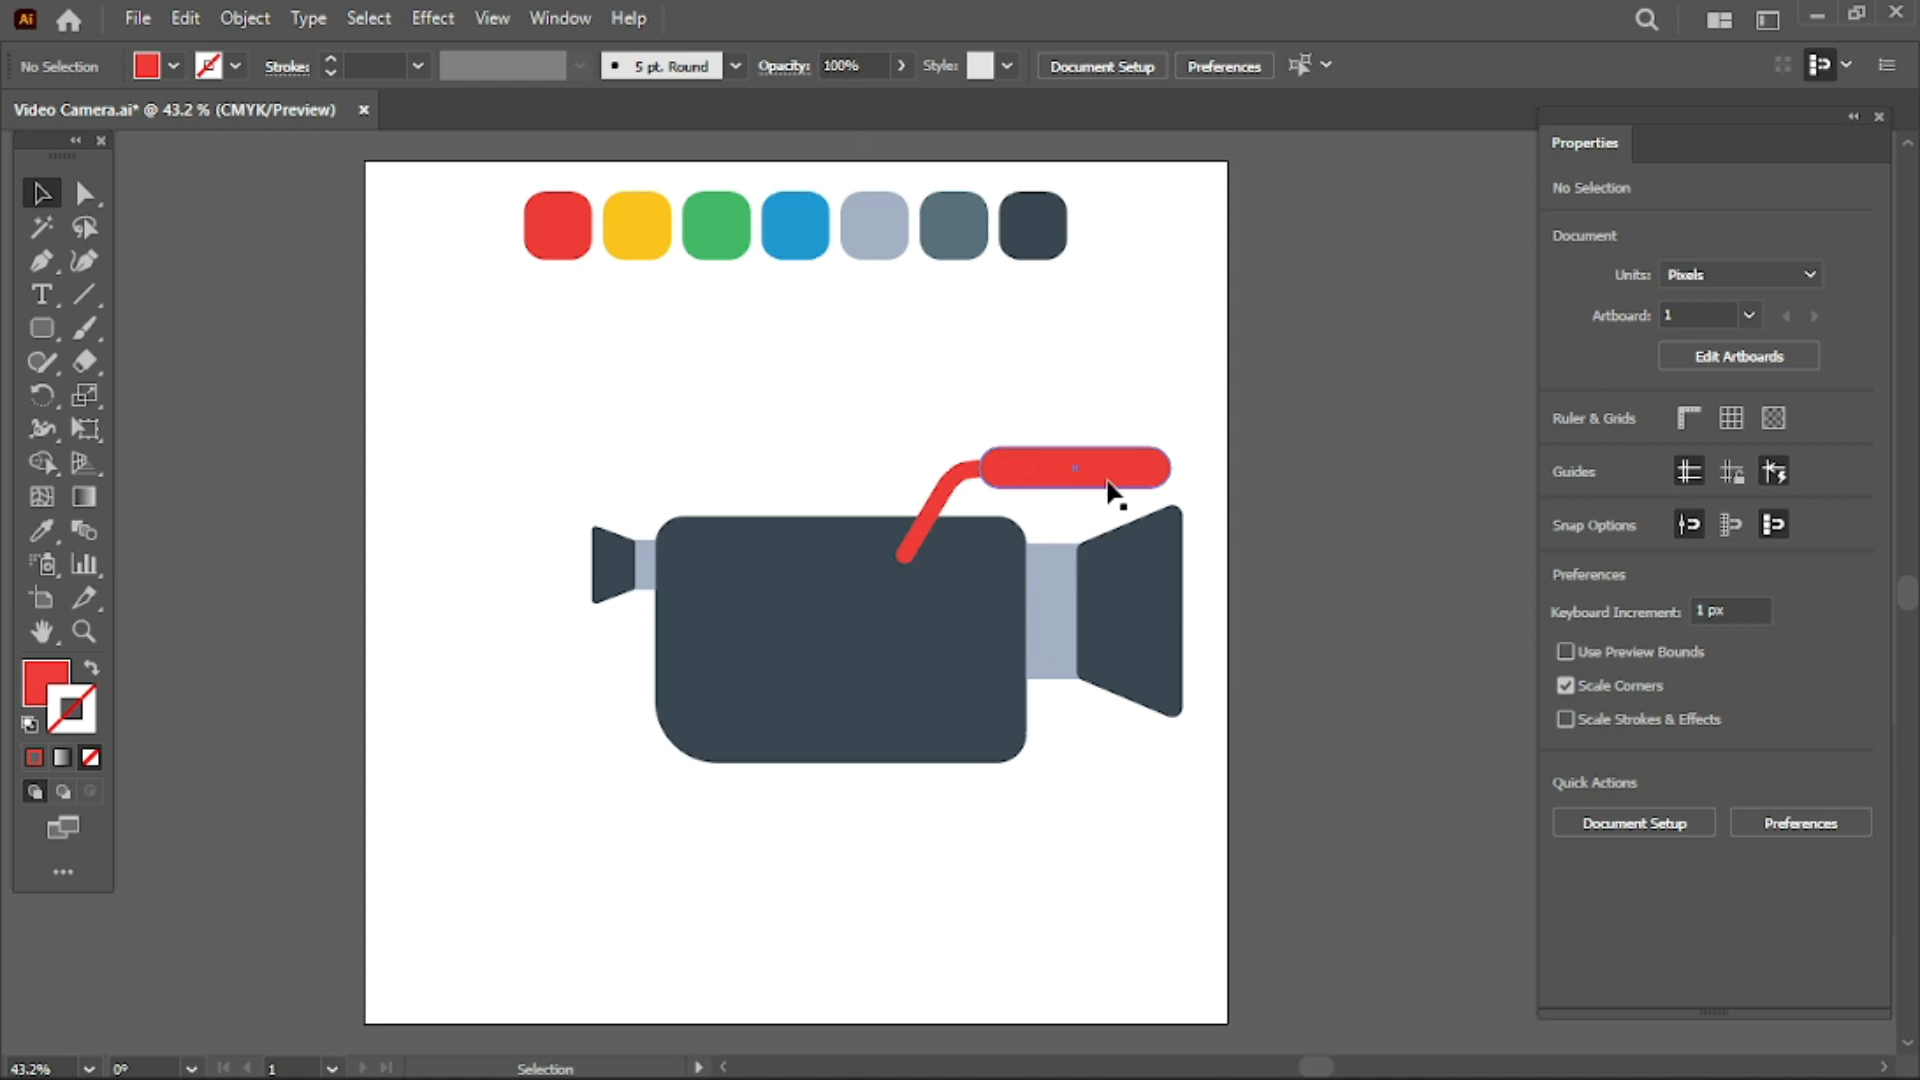 Ai File Edit Object Type Select Effect View Window Help
No Selection Stroke: 5 pt. Round Opacity: 100% Style: Document Setup Preferences
Video Camera.ai* @ 43.2 % (CMYK/Preview)
Properties
No Selection
Document
Units: Pixels
Artboard: 1
Edit Artboards
Ruler & Grids
Guides
Snap Options
Preferences
Keyboard Increment: 1 px
Use Preview Bounds
Scale Corners
Scale Strokes & Effects
Quick Actions
Document Setup Preferences
43.2% 0° 1 Selection